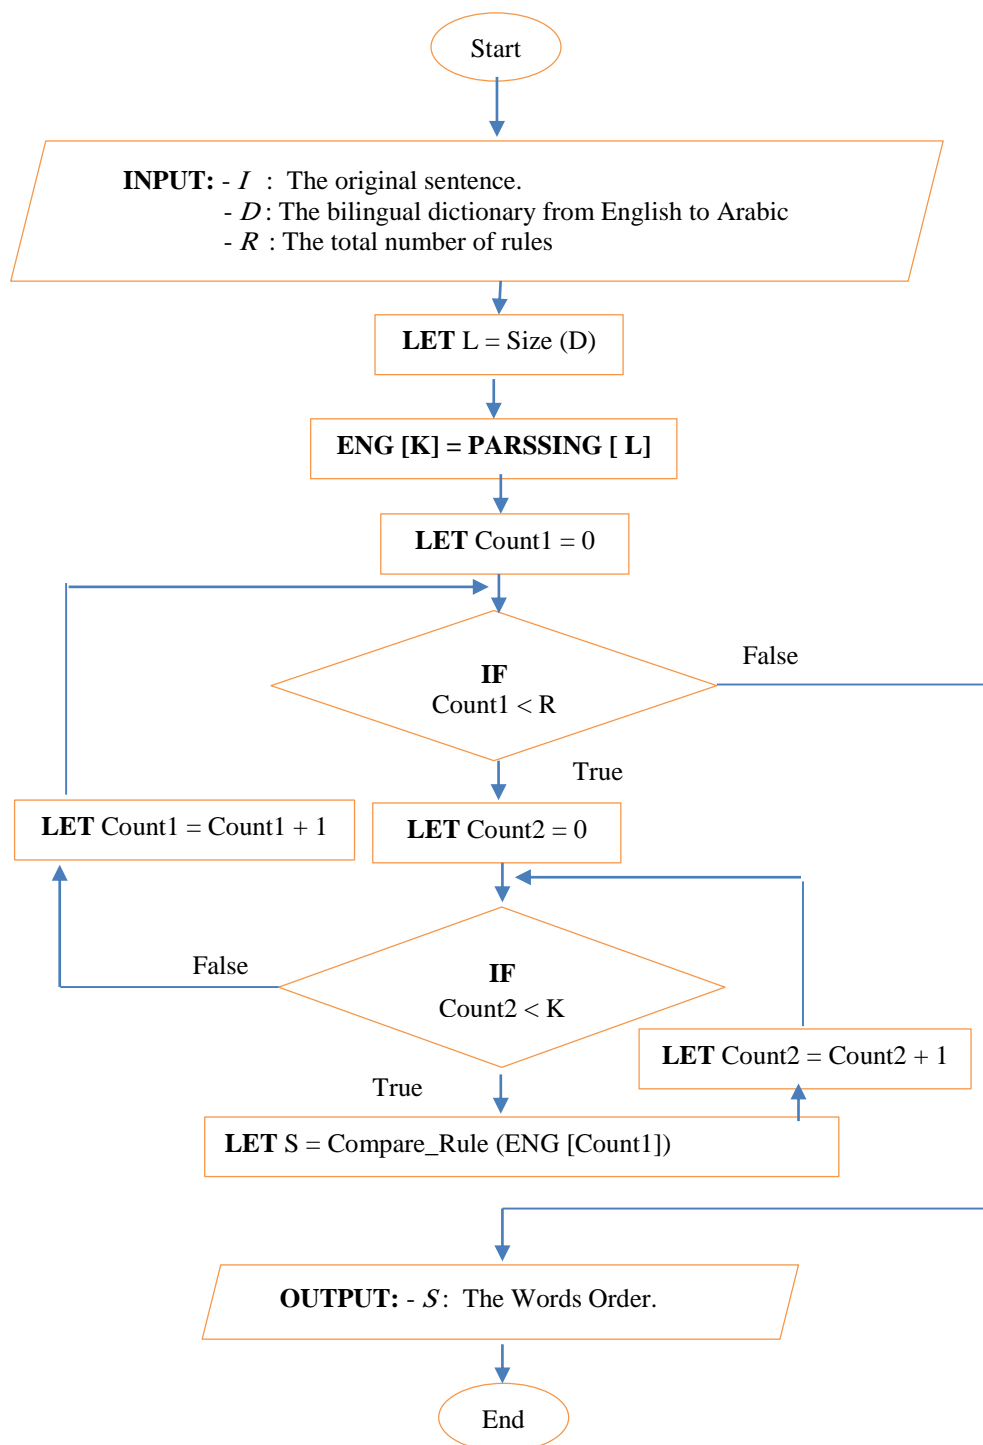 Start
INPUT: - I : The original sentence.
- D : The bilingual dictionary from English to Arabic
- R : The total number of rules
LET L = Size (D)
ENG [K] = PARSSING [ L]
LET Count1 = 0
IF
Count1 < R
False
True
LET Count1 = Count1 + 1
LET Count2 = 0
False
IF
Count2 < K
LET Count2 = Count2 + 1
True
LET S = Compare_Rule (ENG [Count1])
OUTPUT: - S : The Words Order.
End